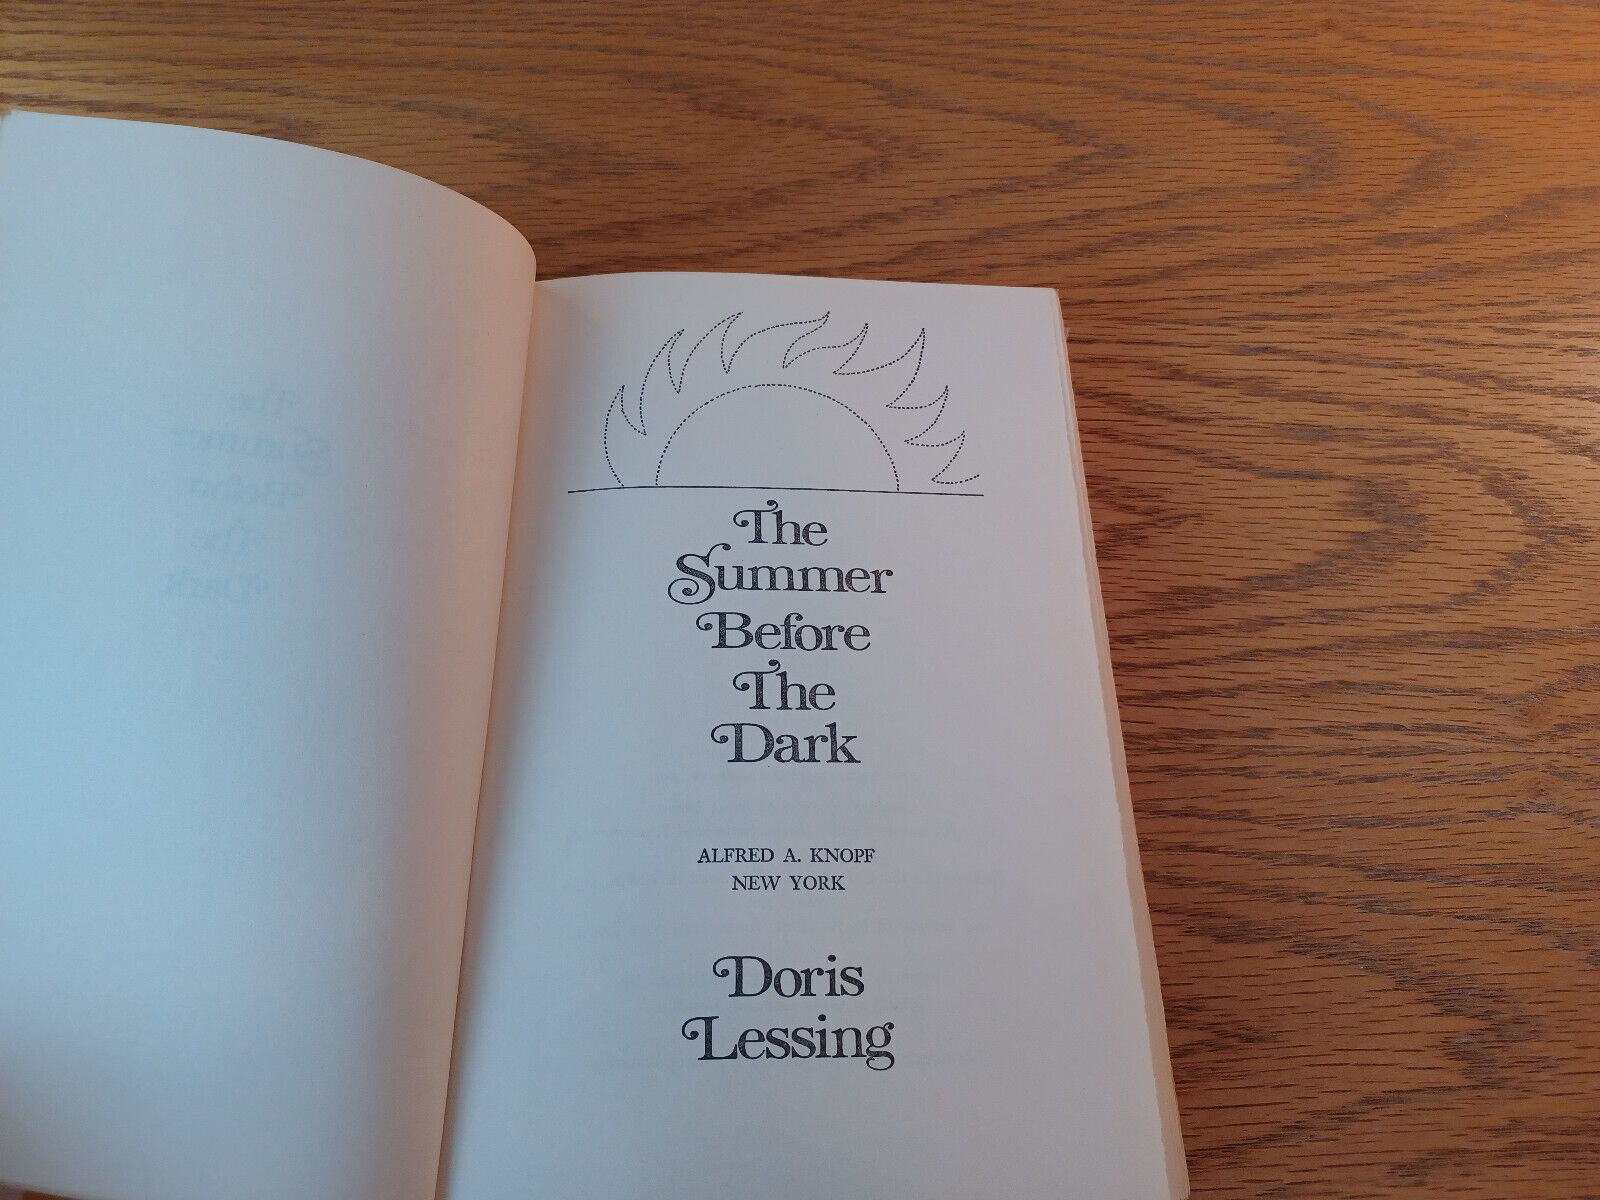 The
Summer
Before
The
Dark
ALFRED A. KNOPF
NEW YORK
Doris
Lessing